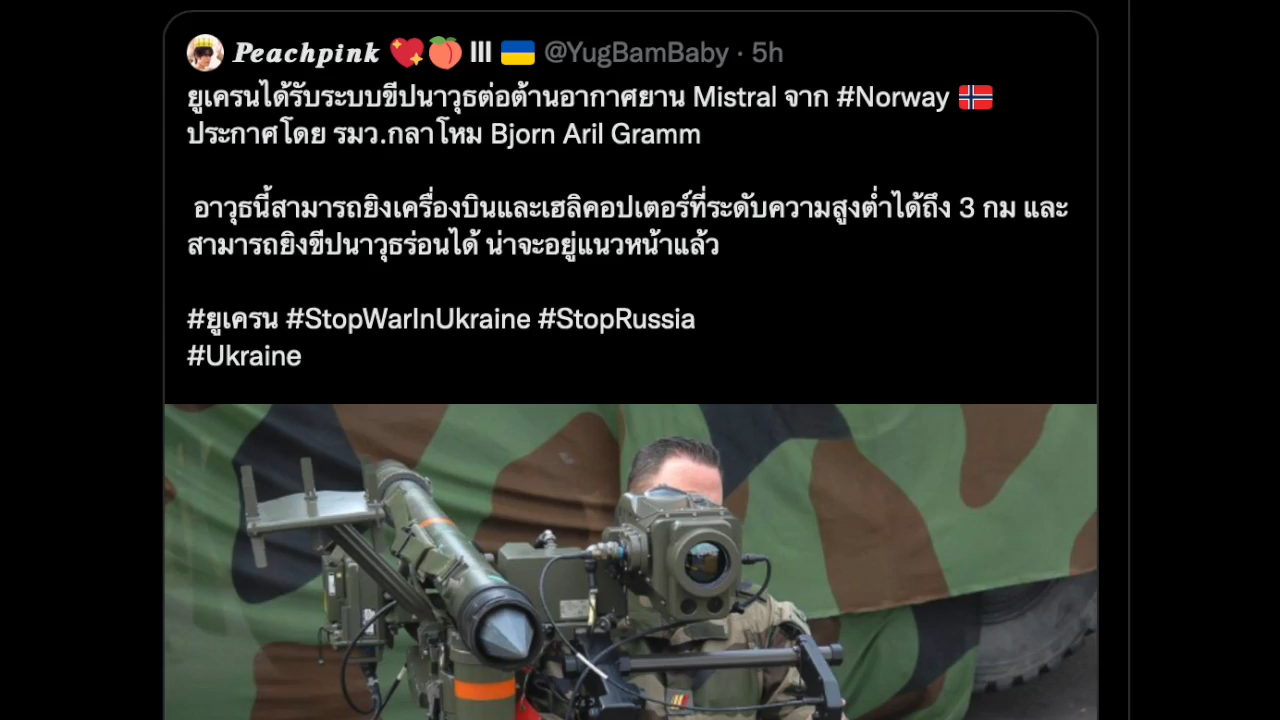 Peachpink 💖🍑 lll 🇺🇦 @YugBamBaby · 5h
ยูเครนได้รับระบบขีปนาวุธต่อต้านอากาศยาน Mistral จาก #Norway 🇳🇴
ประกาศโดย รมว.กลาโหม Bjorn Aril Gramm
อาวุธนี้สามารถยิงเครื่องบินและเฮลิคอปเตอร์ที่ระดับความสูงต่ำได้ถึง 3 กม และ
สามารถยิงขีปนาวุธร่อนได้ น่าจะอยู่แนวหน้าแล้ว
#ยูเครน #StopWarInUkraine #StopRussia
#Ukraine